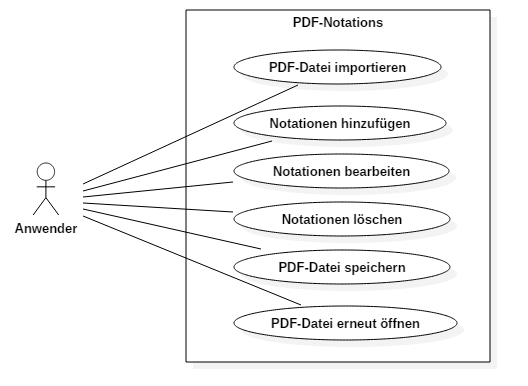 PDF-Notations
PDF-Datei importieren
Notationen hinzufügen
Notationen bearbeiten
Notationen löschen
Anwender
PDF-Datei speichern
PDF-Datei erneut öffnen